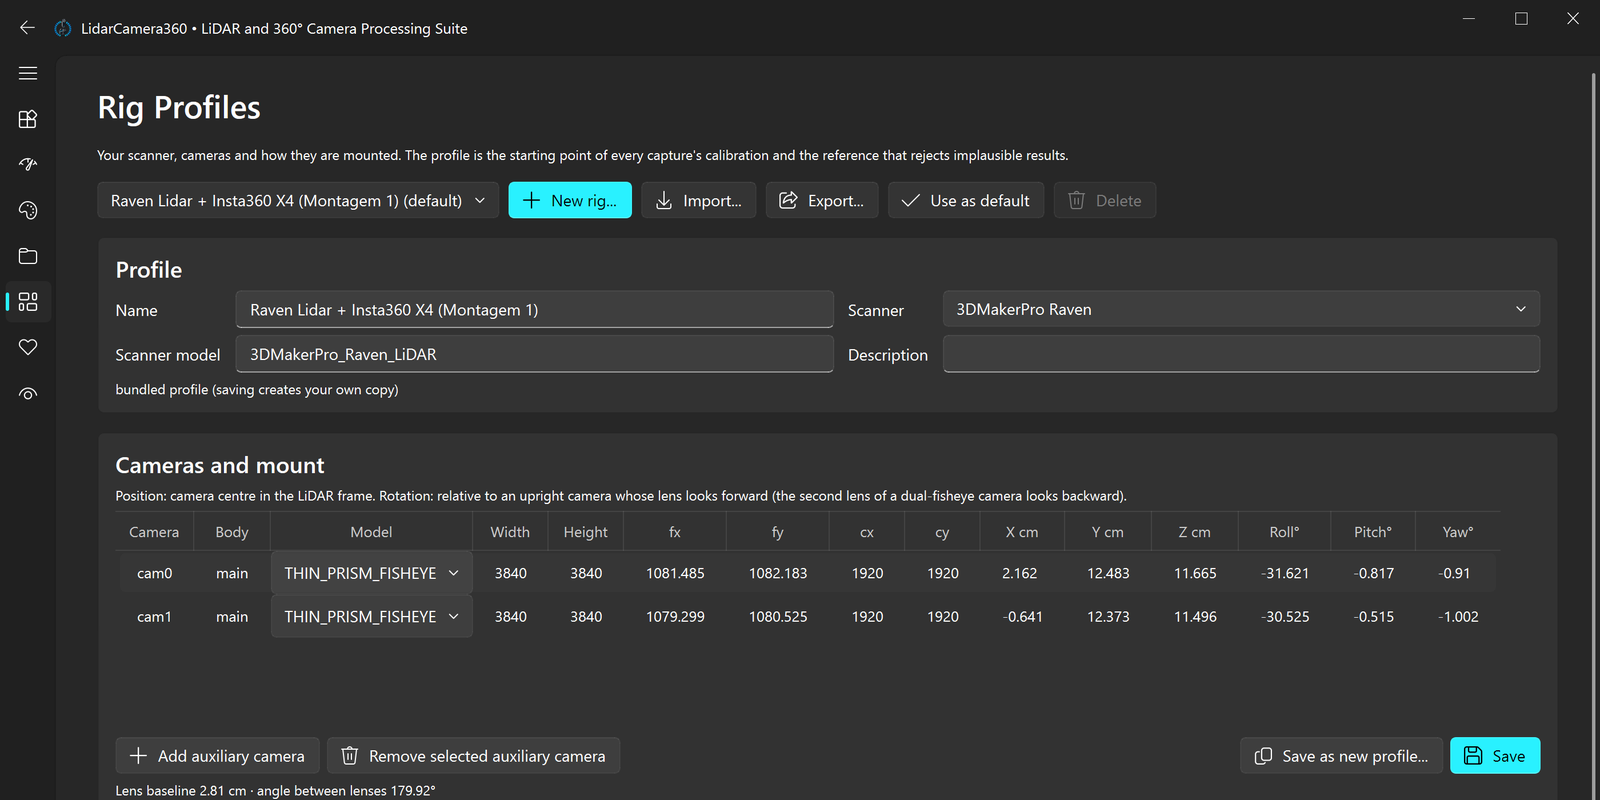 LidarCamera360 • LiDAR and 360° Camera Processing Suite
Rig Profiles
Your scanner, cameras and how they are mounted. The profile is the starting point of every capture's calibration and the reference that rejects implausible results.
Raven Lidar + Insta360 X4 (Montagem 1) (default) New rig... Import... Export... Use as default Delete
Profile
Name Raven Lidar + Insta360 X4 (Montagem 1) Scanner 3DMakerPro Raven
Scanner model 3DMakerPro_Raven_LiDAR Description
bundled profile (saving creates your own copy)
Cameras and mount
Position: camera centre in the LiDAR frame. Rotation: relative to an upright camera whose lens looks forward (the second lens of a dual-fisheye camera looks backward).
Camera Body Model Width Height fx fy cx cy X cm Y cm Z cm Roll° Pitch° Yaw°
cam0 main THIN_PRISM_FISHEYE 3840 3840 1081.485 1082.183 1920 1920 2.162 12.483 11.665 -31.621 -0.817 -0.91
cam1 main THIN_PRISM_FISHEYE 3840 3840 1079.299 1080.525 1920 1920 -0.641 12.373 11.496 -30.525 -0.515 -1.002
Add auxiliary camera Remove selected auxiliary camera Save as new profile... Save
Lens baseline 2.81 cm · angle between lenses 179.92°